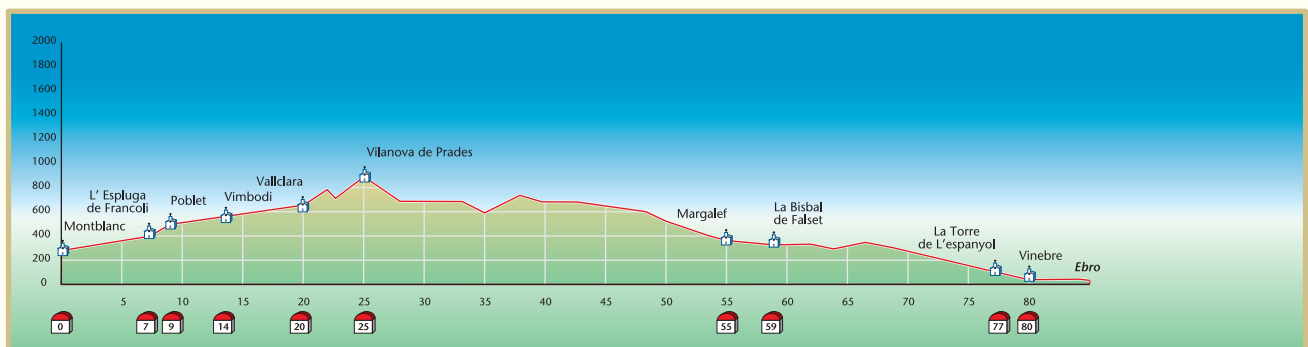 2000
1800
1600
1400
1200
1000
800
600
400
200
0
Montblanc
L' Espluga
de Francoli
Poblet
Vimbodi
Vallclara
Vilanova de Prades
Margalef
La Bisbal
de Falset
La Torre
de L'espanyol
Vinebre
Ebro
5 10 15 20 25 30 35 40 45 50 55 60 65 70 75 80
0 7 9 14 20 25 55 59 77 80